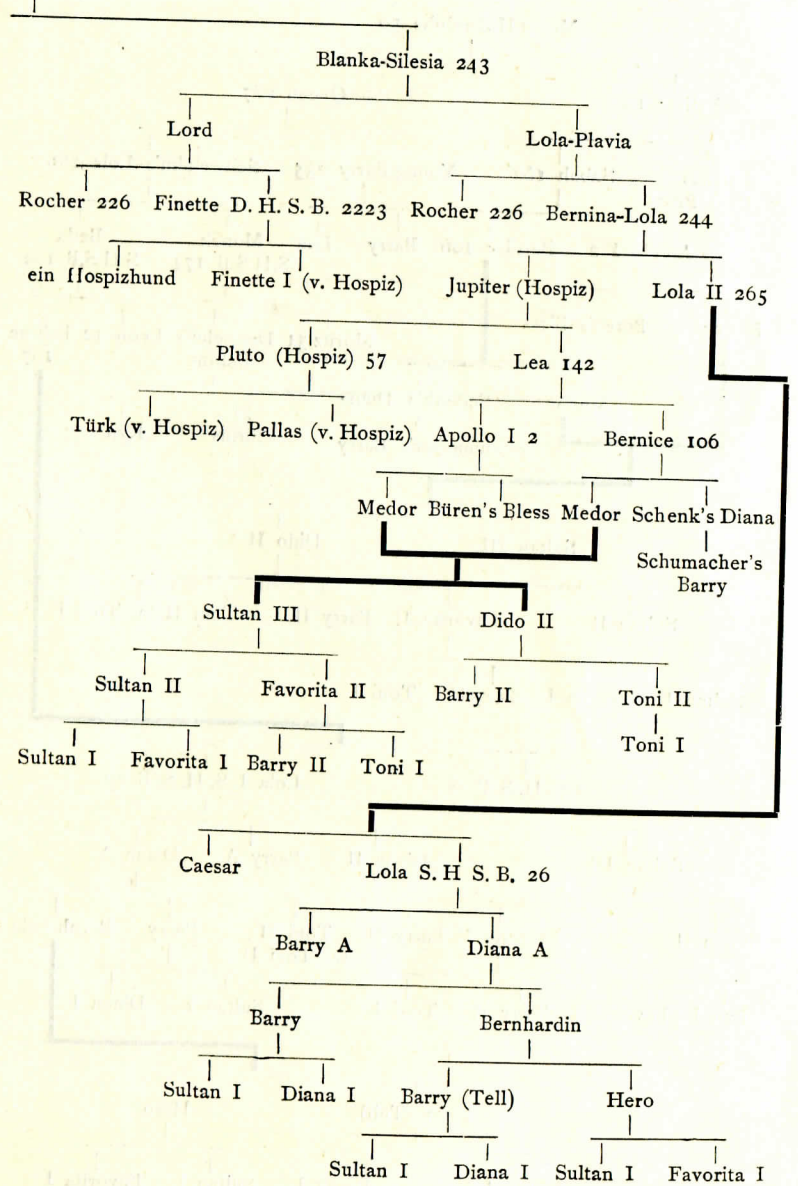 Blanka-Silesia 243
Lord Lola-Plavia
Rocher 226 Finette D. H. S. B. 2223 Rocher 226 Bernina-Lola 244
ein Hospizhund Finette I (v. Hospiz) Jupiter (Hospiz) Lola II 265
Pluto (Hospiz) 57 Lea 142
Türk (v. Hospiz) Pallas (v. Hospiz) Apollo I 2 Bernice 106
Medor Büren's Bless Medor Schenk's Diana
Schumacher's
Barry
Sultan III Dido II
Sultan II Favorita II Barry II Toni II
Sultan I Favorita I Barry II Toni I Toni I
Caesar Lola S. H S. B. 26
Barry A Diana A
Barry Bernhardin
Sultan I Diana I Barry (Tell) Hero
Sultan I Diana I Sultan I Favorita I